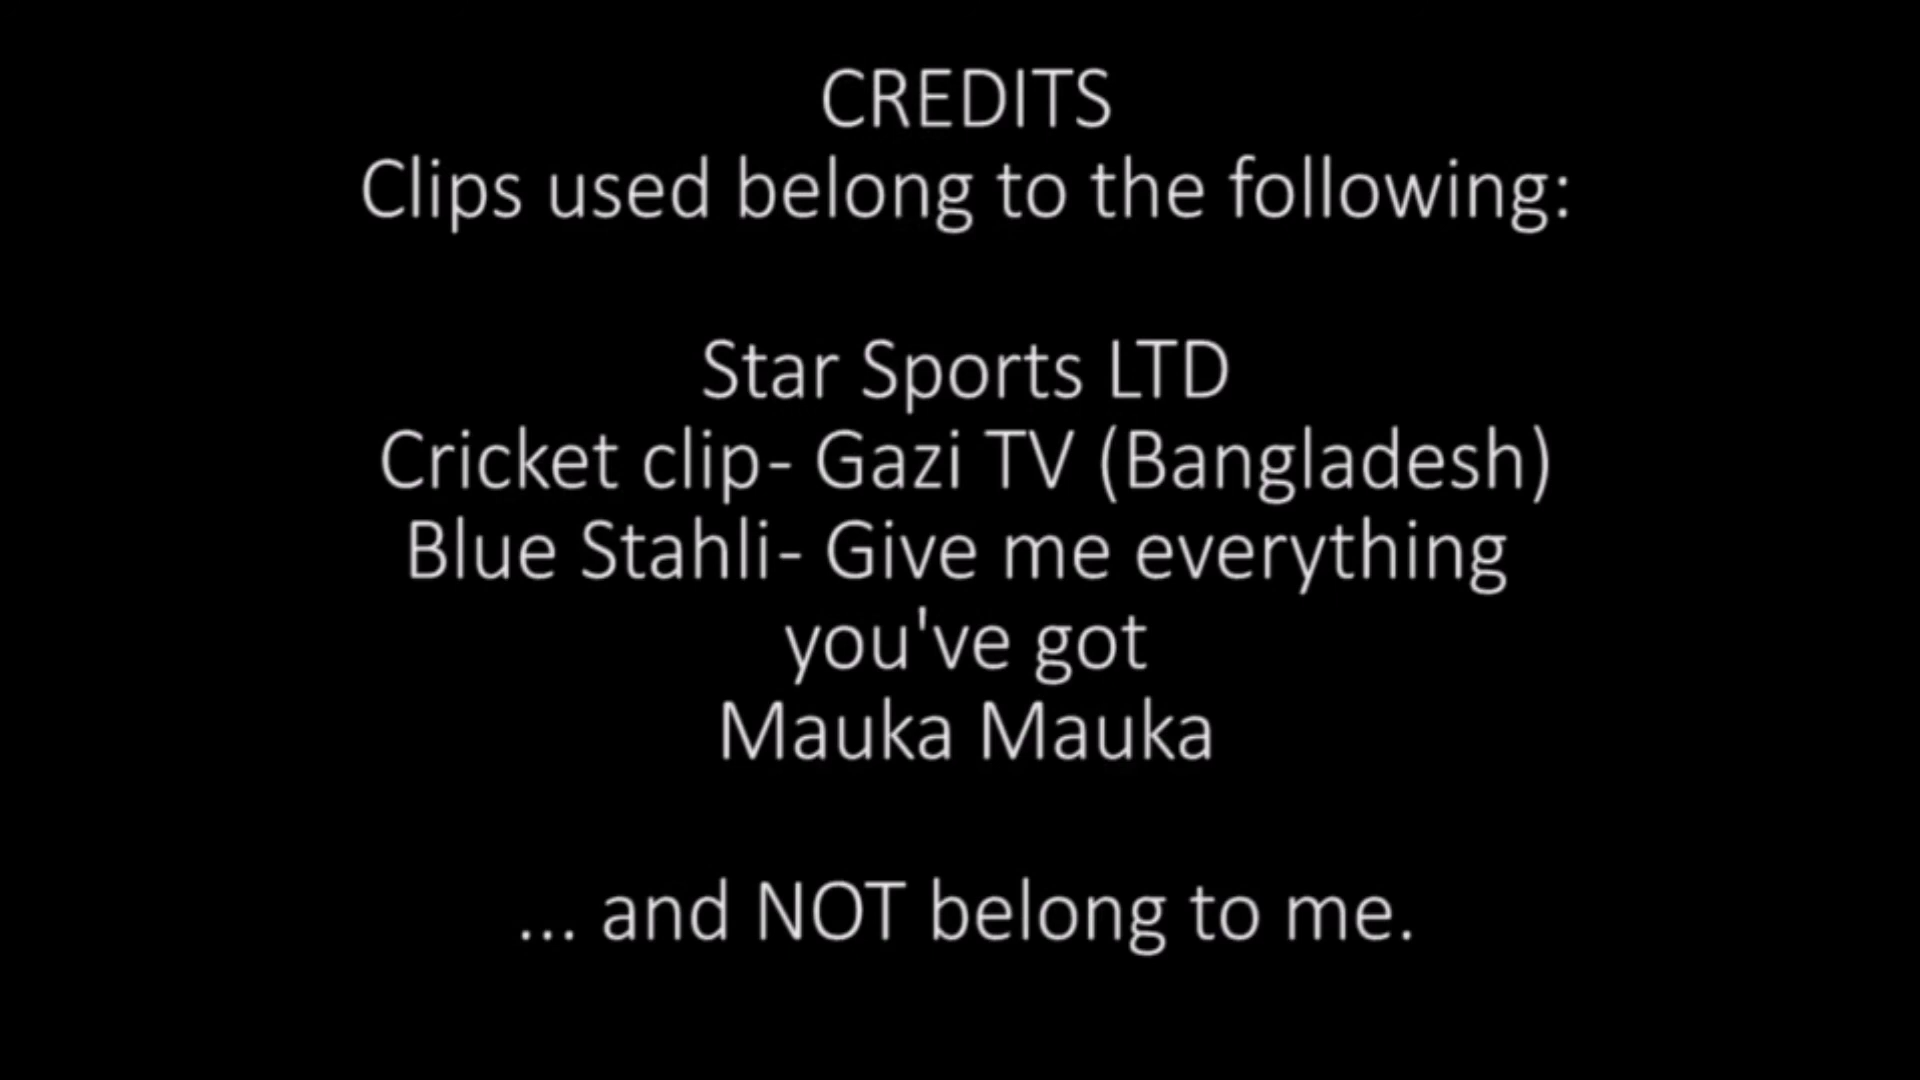 CREDITS
Clips used belong to the following:
Star Sports LTD
Cricket clip- Gazi TV (Bangladesh)
Blue Stahli- Give me everything
you've got
Mauka Mauka
... and NOT belong to me.